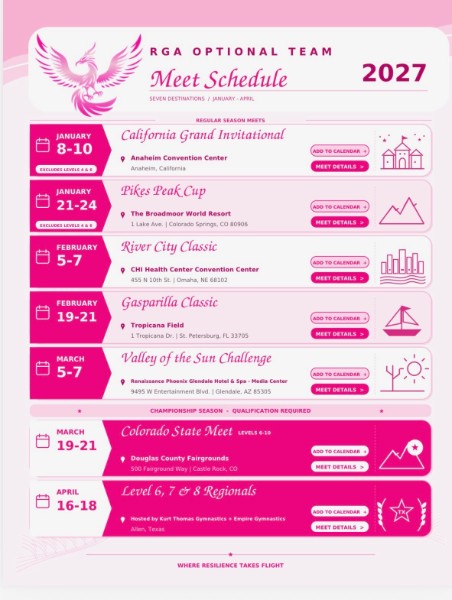 RGA OPTIONAL TEAM
Meet Schedule
2027
SEVEN DESTINATIONS / JANUARY - APRIL
REGULAR SEASON MEETS
JANUARY
8-10
EXCLUDES LEVELS 6 & 8
California Grand Invitational
Anaheim Convention Center
Anaheim, California
ADD TO CALENDAR +
MEET DETAILS >
JANUARY
21-24
EXCLUDES LEVELS 6 & 8
Pikes Peak Cup
The Broadmoor World Resort
1 Lake Ave. | Colorado Springs, CO 80906
ADD TO CALENDAR +
MEET DETAILS >
FEBRUARY
5-7
River City Classic
CHI Health Center Convention Center
455 N 10th St. | Omaha, NE 68102
ADD TO CALENDAR +
MEET DETAILS >
FEBRUARY
19-21
Gasparilla Classic
Tropicana Field
1 Tropicana Dr. | St. Petersburg, FL 33705
ADD TO CALENDAR +
MEET DETAILS >
MARCH
5-7
Valley of the Sun Challenge
Renaissance Phoenix Glendale Hotel & Spa - Media Center
9495 W Entertainment Blvd. | Glendale, AZ 85305
ADD TO CALENDAR +
MEET DETAILS >
CHAMPIONSHIP SEASON - QUALIFICATION REQUIRED
MARCH
19-21
Colorado State Meet LEVELS 6-10
Douglas County Fairgrounds
500 Fairground Way | Castle Rock, CO
ADD TO CALENDAR +
MEET DETAILS >
APRIL
16-18
Level 6, 7 & 8 Regionals
Hosted by Kurt Thomas Gymnastics + Empire Gymnastics
Allen, Texas
ADD TO CALENDAR +
MEET DETAILS >
TX
WHERE RESILIENCE TAKES FLIGHT